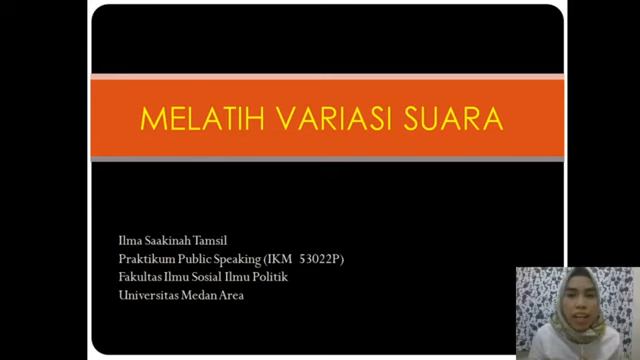 MELATIH VARIASI SUARA
Ilma Saakinah Tamsil
Praktikum Public Speaking (IKM 53022P)
Fakultas Ilmu Sosial Ilmu Politik
Universitas Medan Area